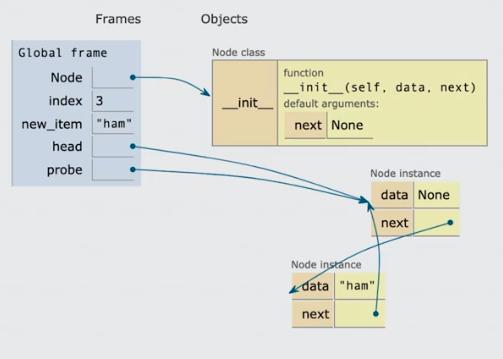 Frames Objects
Global frame
Node
index 3
new_item "ham"
head
probe
Node class
__init__
function
__init__(self, data, next)
default arguments:
next None
Node instance
data None
next
Node instance
data "ham"
next